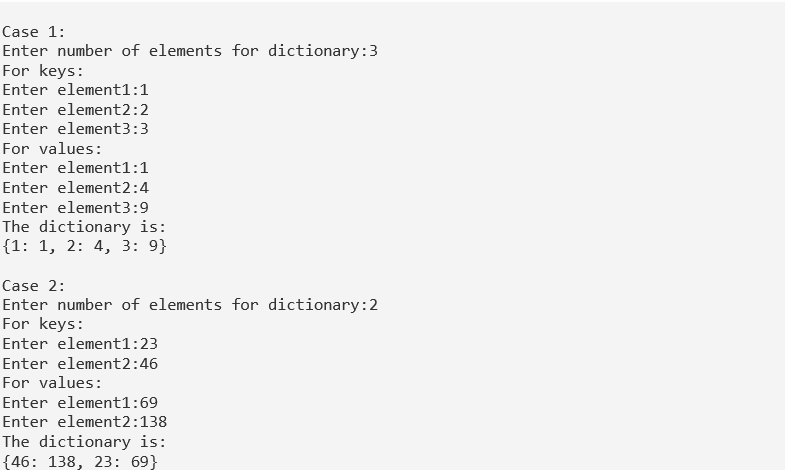 Case 1:
Enter number of elements for dictionary:3
For keys:
Enter element1:1
Enter element2:2
Enter element3:3
For values:
Enter element1:1
Enter element2:4
Enter element3:9
The dictionary is:
{1: 1, 2: 4, 3: 9}
Case 2:
Enter number of elements for dictionary:2
For keys:
Enter element1:23
Enter element2:46
For values:
Enter element1:69
Enter element2:138
The dictionary is:
{46: 138, 23: 69}